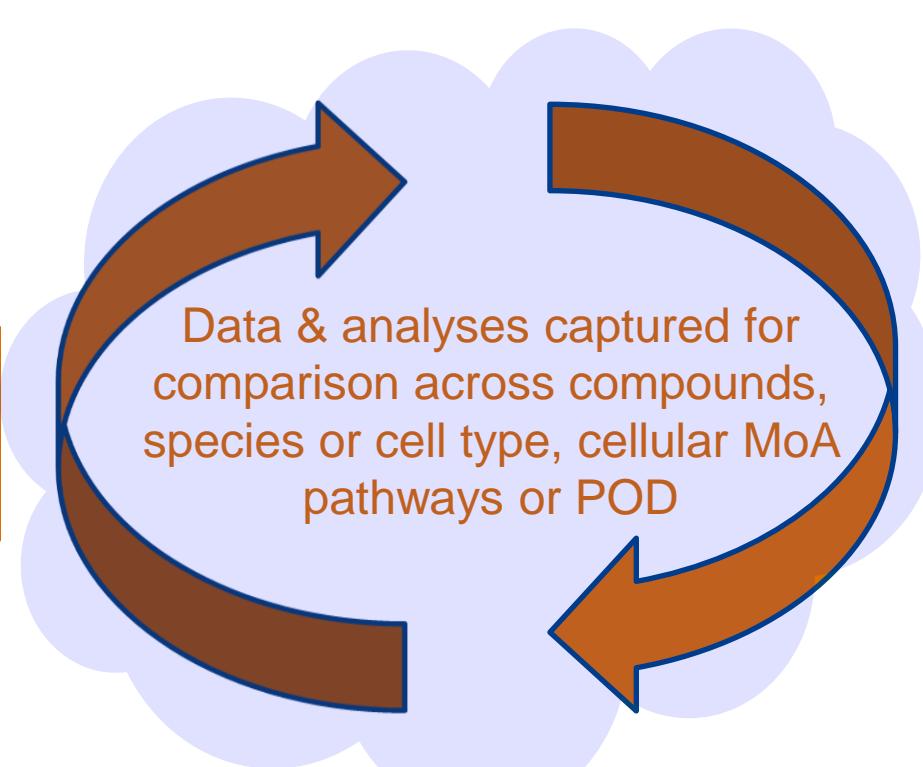 Data & analyses captured for
comparison across compounds,
species or cell type, cellular MoA
pathways or POD